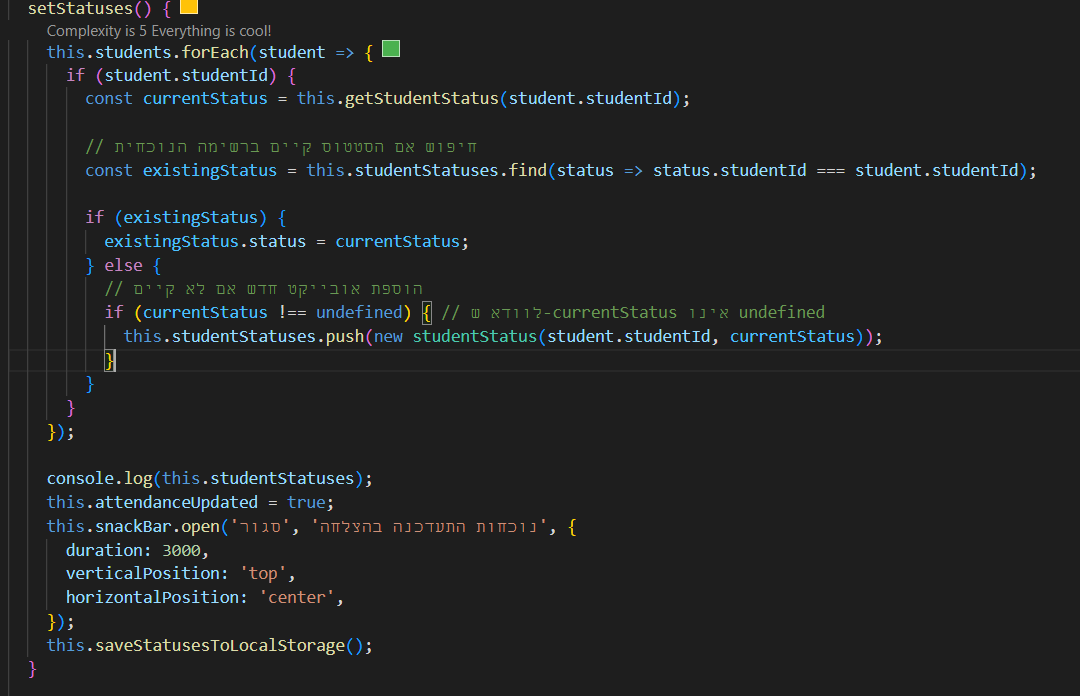 setStatuses() {
Complexity is 5 Everything is cool!
this.students.forEach(student => {
if (student.studentId) {
const currentStatus = this.getStudentStatus(student.studentId);
// חיפוש אם הסטטוס קיים ברשימה הנוכחית
const existingStatus = this.studentStatuses.find(status => status.studentId === student.studentId);
if (existingStatus) {
existingStatus.status = currentStatus;
} else {
// הוספת אובייקט חדש אם לא קיים
if (currentStatus !== undefined) { // לוודא ש-currentStatus אינו undefined
this.studentStatuses.push(new studentStatus(student.studentId, currentStatus));
}
}
}
});
console.log(this.studentStatuses);
this.attendanceUpdated = true;
this.snackBar.open('נוכחות התעדכנה בהצלחה', 'סגור', {
duration: 3000,
verticalPosition: 'top',
horizontalPosition: 'center',
});
this.saveStatusesToLocalStorage();
}